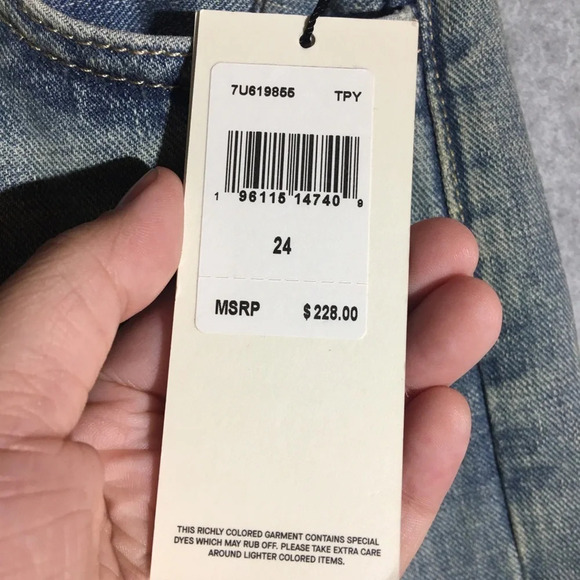 7U619855 TPY
1 96115 14740 9
24
MSRP $ 228.00
THIS RICHLY COLORED GARMENT CONTAINS SPECIAL
DYES WHICH MAY RUB OFF. PLEASE TAKE EXTRA CARE
AROUND LIGHTER COLORED ITEMS.